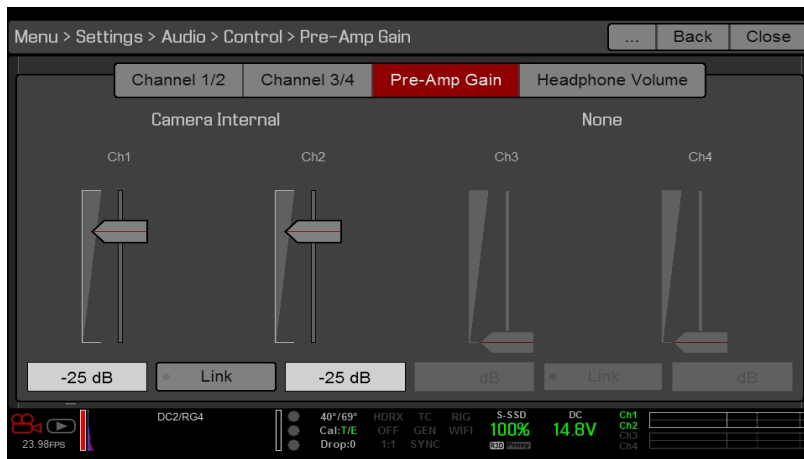 Menu > Settings > Audio > Control > Pre-Amp Gain ... Back Close
Channel 1/2 Channel 3/4 Pre-Amp Gain Headphone Volume
Camera Internal None
Ch1 Ch2 Ch3 Ch4
-25 dB Link -25 dB dB Link dB
DC2/RG4 40°/69° HDRX TC RIG S-SSD DC Ch1
Cal:T/E OFF GEN WIFI 100% 14.8V Ch2
23.98FPS Drop:0 1:1 SYNC R3D Proxy Ch3
Ch4